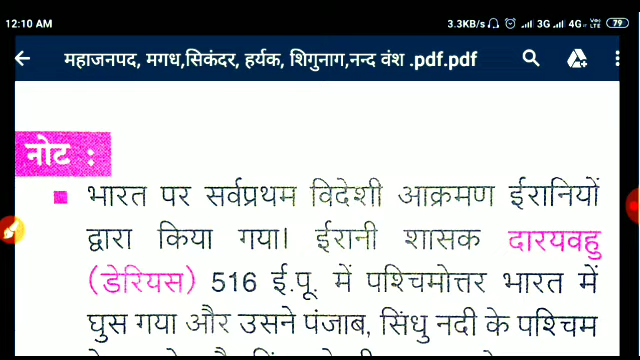 12:10 AM 3.3KB/s 3G 4G VoLTE 79
महाजनपद, मगध,सिकंदर, हर्यक, शिगुनाग,नन्द वंश .pdf.pdf
नोट :
भारत पर सर्वप्रथम विदेशी आक्रमण ईरानियों
द्वारा किया गया। ईरानी शासक दारयवहु
(डेरियस) 516 ई.पू. में पश्चिमोत्तर भारत में
घुस गया और उसने पंजाब, सिंधु नदी के पश्चिम